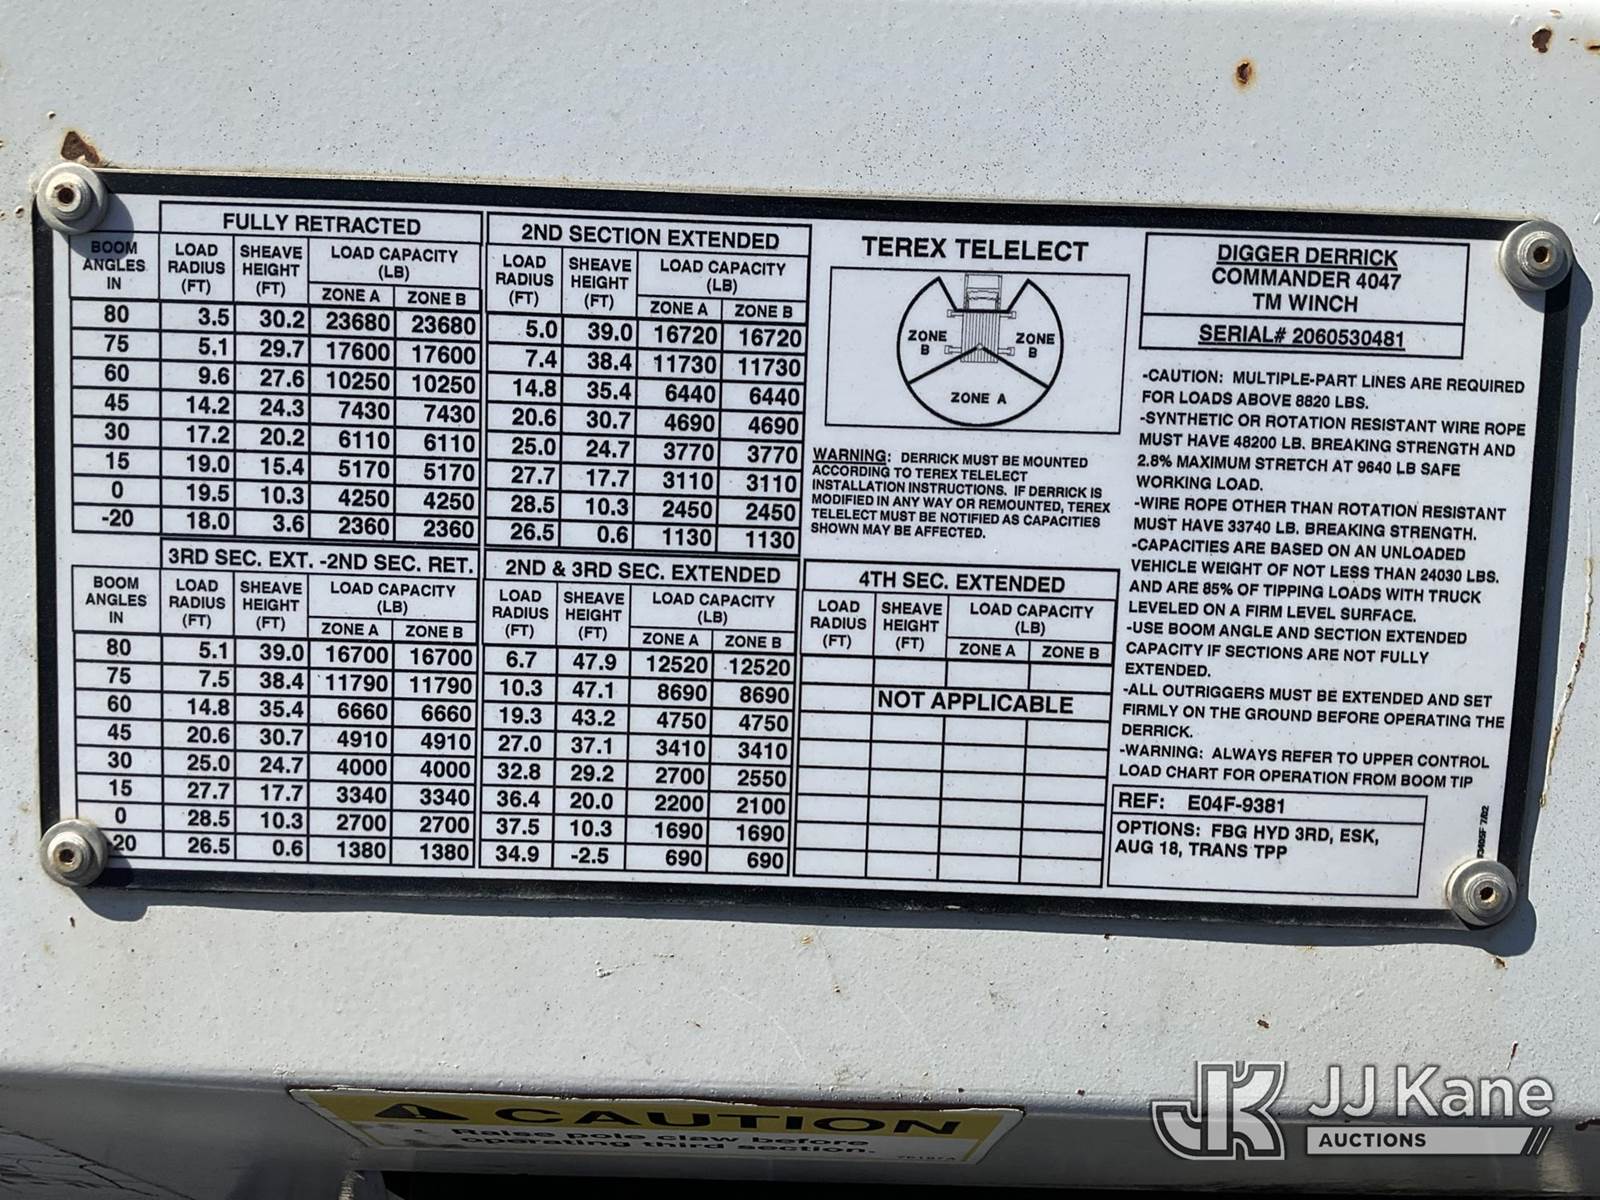 FULLY RETRACTED
BOOM ANGLES IN | LOAD RADIUS (FT) | SHEAVE HEIGHT (FT) | LOAD CAPACITY (LB)
ZONE A | ZONE B
80 3.5 30.2 23680 23680
75 5.1 29.7 17600 17600
60 9.6 27.6 10250 10250
45 14.2 24.3 7430 7430
30 17.2 20.2 6110 6110
15 19.0 15.4 5170 5170
0 19.5 10.3 4250 4250
-20 18.0 3.6 2360 2360
2ND SECTION EXTENDED
LOAD RADIUS (FT) | SHEAVE HEIGHT (FT) | LOAD CAPACITY (LB)
ZONE A | ZONE B
5.0 39.0 16720 16720
7.4 38.4 11730 11730
14.8 35.4 6440 6440
20.6 30.7 4690 4690
25.0 24.7 3770 3770
27.7 17.7 3110 3110
28.5 10.3 2450 2450
26.5 0.6 1130 1130
3RD SEC. EXT. -2ND SEC. RET.
BOOM ANGLES IN | LOAD RADIUS (FT) | SHEAVE HEIGHT (FT) | LOAD CAPACITY (LB)
ZONE A | ZONE B
80 5.1 39.0 16700 16700
75 7.5 38.4 11790 11790
60 14.8 35.4 6660 6660
45 20.6 30.7 4910 4910
30 25.0 24.7 4000 4000
15 27.7 17.7 3340 3340
0 28.5 10.3 2700 2700
-20 26.5 0.6 1380 1380
2ND & 3RD SEC. EXTENDED
LOAD RADIUS (FT) | SHEAVE HEIGHT (FT) | LOAD CAPACITY (LB)
ZONE A | ZONE B
6.7 47.9 12520 12520
10.3 47.1 8690 8690
19.3 43.2 4750 4750
27.0 37.1 3410 3410
32.8 29.2 2700 2550
36.4 20.0 2200 2100
37.5 10.3 1690 1690
34.9 -2.5 690 690
TEREX TELELECT
ZONE B
ZONE B
ZONE A
WARNING: DERRICK MUST BE MOUNTED
ACCORDING TO TEREX TELELECT
INSTALLATION INSTRUCTIONS. IF DERRICK IS
MODIFIED IN ANY WAY OR REMOUNTED, TEREX
TELELECT MUST BE NOTIFIED AS CAPACITIES
SHOWN MAY BE AFFECTED.
4TH SEC. EXTENDED
LOAD RADIUS (FT) | SHEAVE HEIGHT (FT) | LOAD CAPACITY (LB)
ZONE A | ZONE B
NOT APPLICABLE
DIGGER DERRICK
COMMANDER 4047
TM WINCH
SERIAL# 2060530481
-CAUTION: MULTIPLE-PART LINES ARE REQUIRED
FOR LOADS ABOVE 8820 LBS.
-SYNTHETIC OR ROTATION RESISTANT WIRE ROPE
MUST HAVE 48200 LB. BREAKING STRENGTH AND
2.8% MAXIMUM STRETCH AT 9640 LB SAFE
WORKING LOAD.
-WIRE ROPE OTHER THAN ROTATION RESISTANT
MUST HAVE 33740 LB. BREAKING STRENGTH.
-CAPACITIES ARE BASED ON AN UNLOADED
VEHICLE WEIGHT OF NOT LESS THAN 24030 LBS.
AND ARE 85% OF TIPPING LOADS WITH TRUCK
LEVELED ON A FIRM LEVEL SURFACE.
-USE BOOM ANGLE AND SECTION EXTENDED
CAPACITY IF SECTIONS ARE NOT FULLY
EXTENDED.
-ALL OUTRIGGERS MUST BE EXTENDED AND SET
FIRMLY ON THE GROUND BEFORE OPERATING THE
DERRICK.
-WARNING: ALWAYS REFER TO UPPER CONTROL
LOAD CHART FOR OPERATION FROM BOOM TIP
REF: E04F-9381
OPTIONS: FBG HYD 3RD, ESK,
AUG 18, TRANS TPP
CAUTION
Raise pole claw before
operating third section.
JK JJ Kane
AUCTIONS